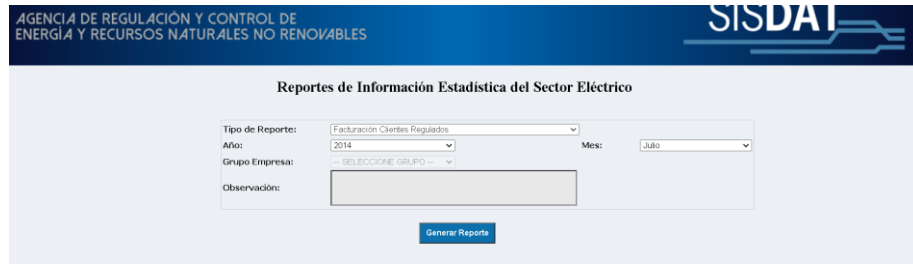 AGENCIA DE REGULACIÓN Y CONTROL DE
ENERGÍA Y RECURSOS NATURALES NO RENOVABLES
SISDAT
Reportes de Información Estadística del Sector Eléctrico
Tipo de Reporte: Facturación Clientes Regulados
Año: 2014 Mes: Julio
Grupo Empresa: -- SELECCIONE GRUPO --
Observación:
Generar Reporte